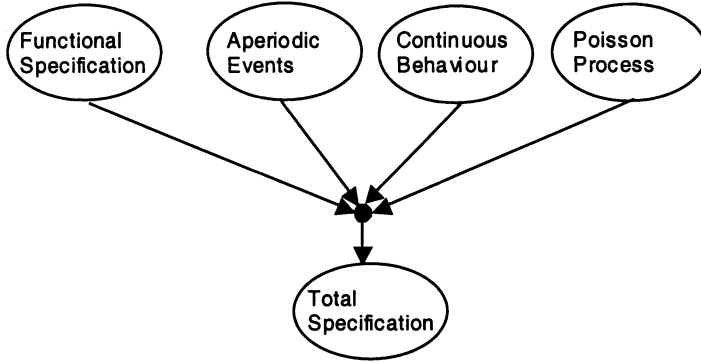 Functional
Specification
Aperiodic
Events
Continuous
Behaviour
Poisson
Process
Total
Specification